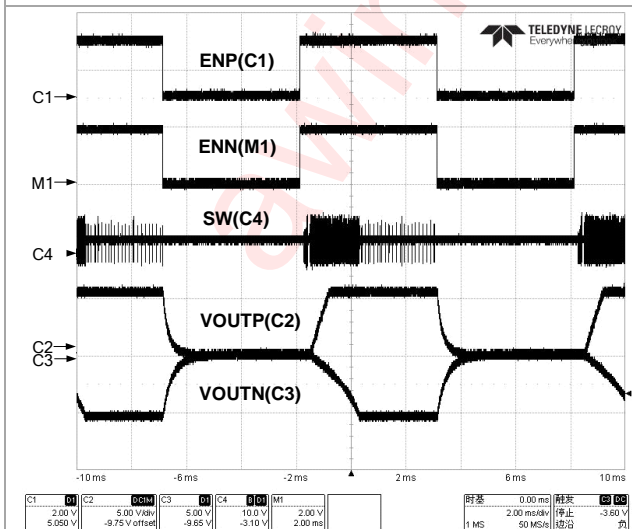 TELEDYNE LECROY
Everywhe
ENP(C1)
C1
ENN(M1)
M1
SW(C4)
C4
VOUTP(C2)
C2
C3
VOUTN(C3)
-10 ms -6 ms -2 ms 2 ms 6 ms 10 ms
C1 D1 C2 DC1M C3 D1 C4 B D1 M1
2.00 V 5.00 V/div 5.00 V 10.0 V 2.00 V
5.050 V -9.75 V offset -9.65 V -3.10 V 2.00 ms
时基 0.00 ms 触发 C3 DC
2.00 ms/div 停止 -3.60 V
1 MS 50 MS/s 边沿 负
awin